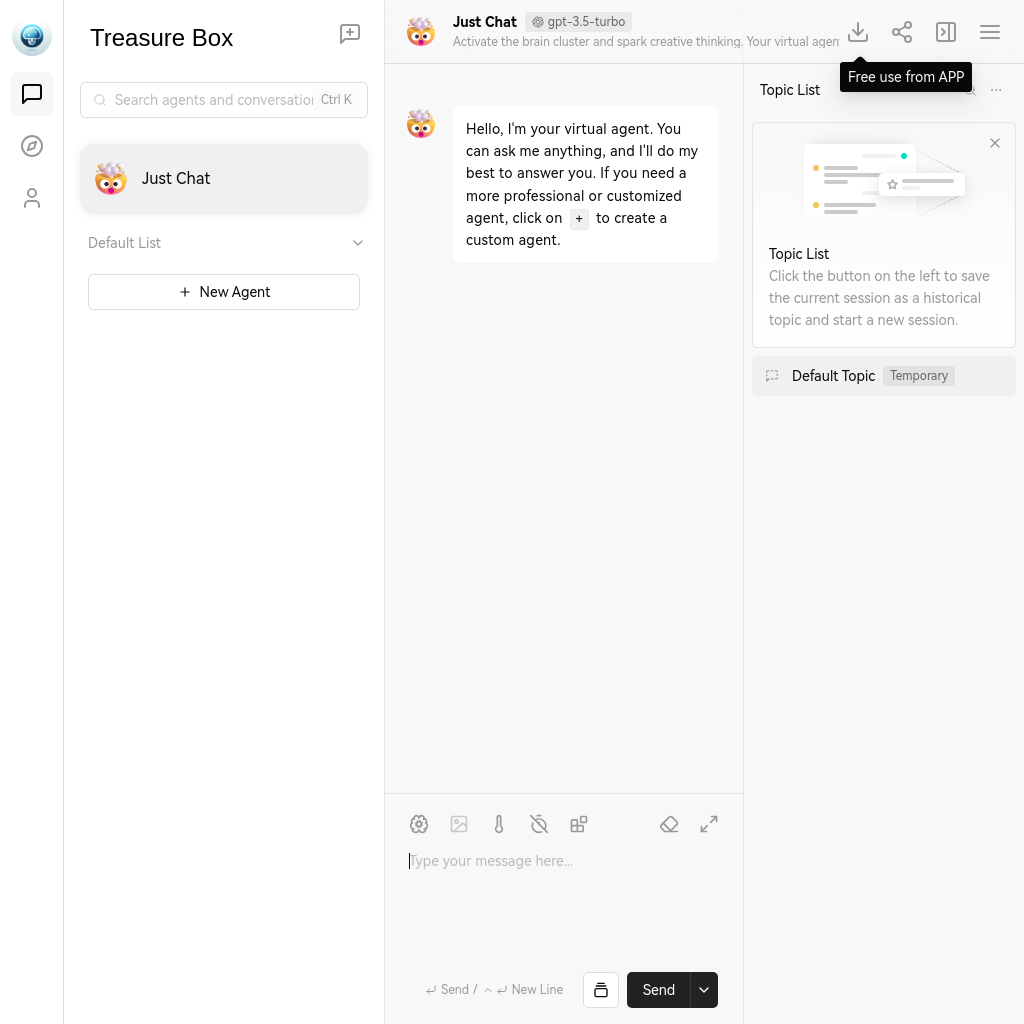 Treasure Box
Search agents and conversation
Ctrl K
Just Chat
Default List
New Agent
Just Chat
gpt-3.5-turbo
Activate the brain cluster and spark creative thinking. Your virtual agen
Free use from APP
Hello, I'm your virtual agent. You
can ask me anything, and I'll do my
best to answer you. If you need a
more professional or customized
agent, click on + to create a
custom agent.
Type your message here...
Send / New Line
Send
Topic List
Topic List
Click the button on the left to save
the current session as a historical
topic and start a new session.
Default Topic
Temporary